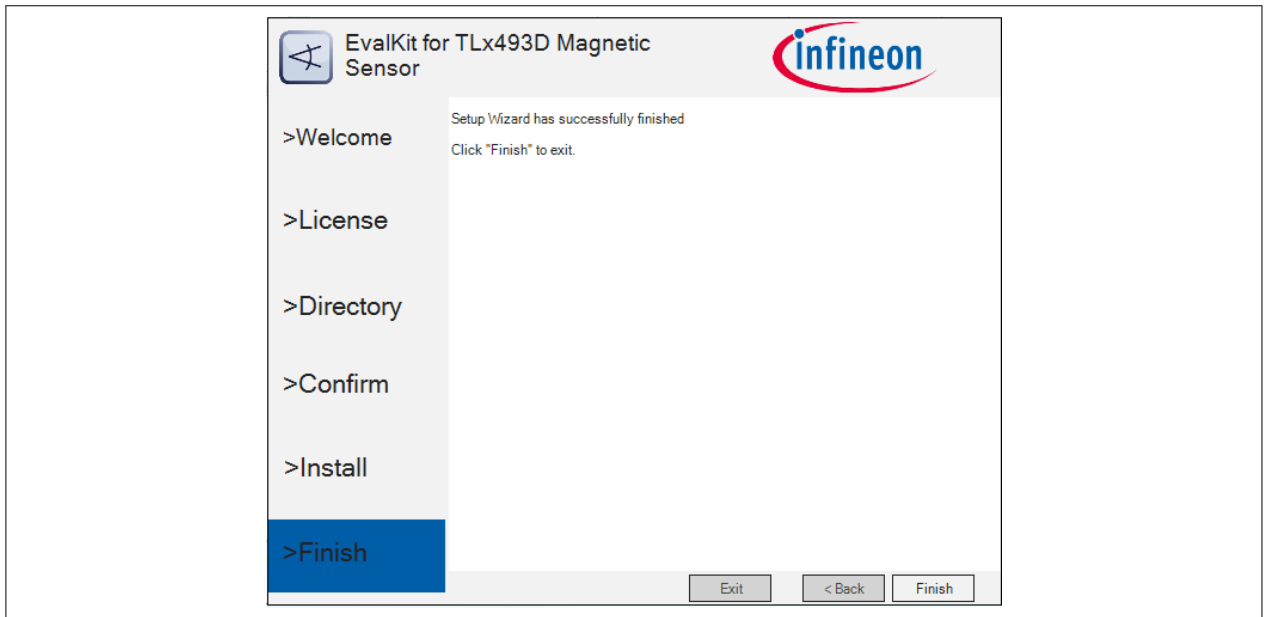 EvalKit for TLx493D Magnetic
Sensor
infineon
>Welcome
Setup Wizard has successfully finished
Click "Finish" to exit.
>License
>Directory
>Confirm
>Install
>Finish
Exit
< Back
Finish